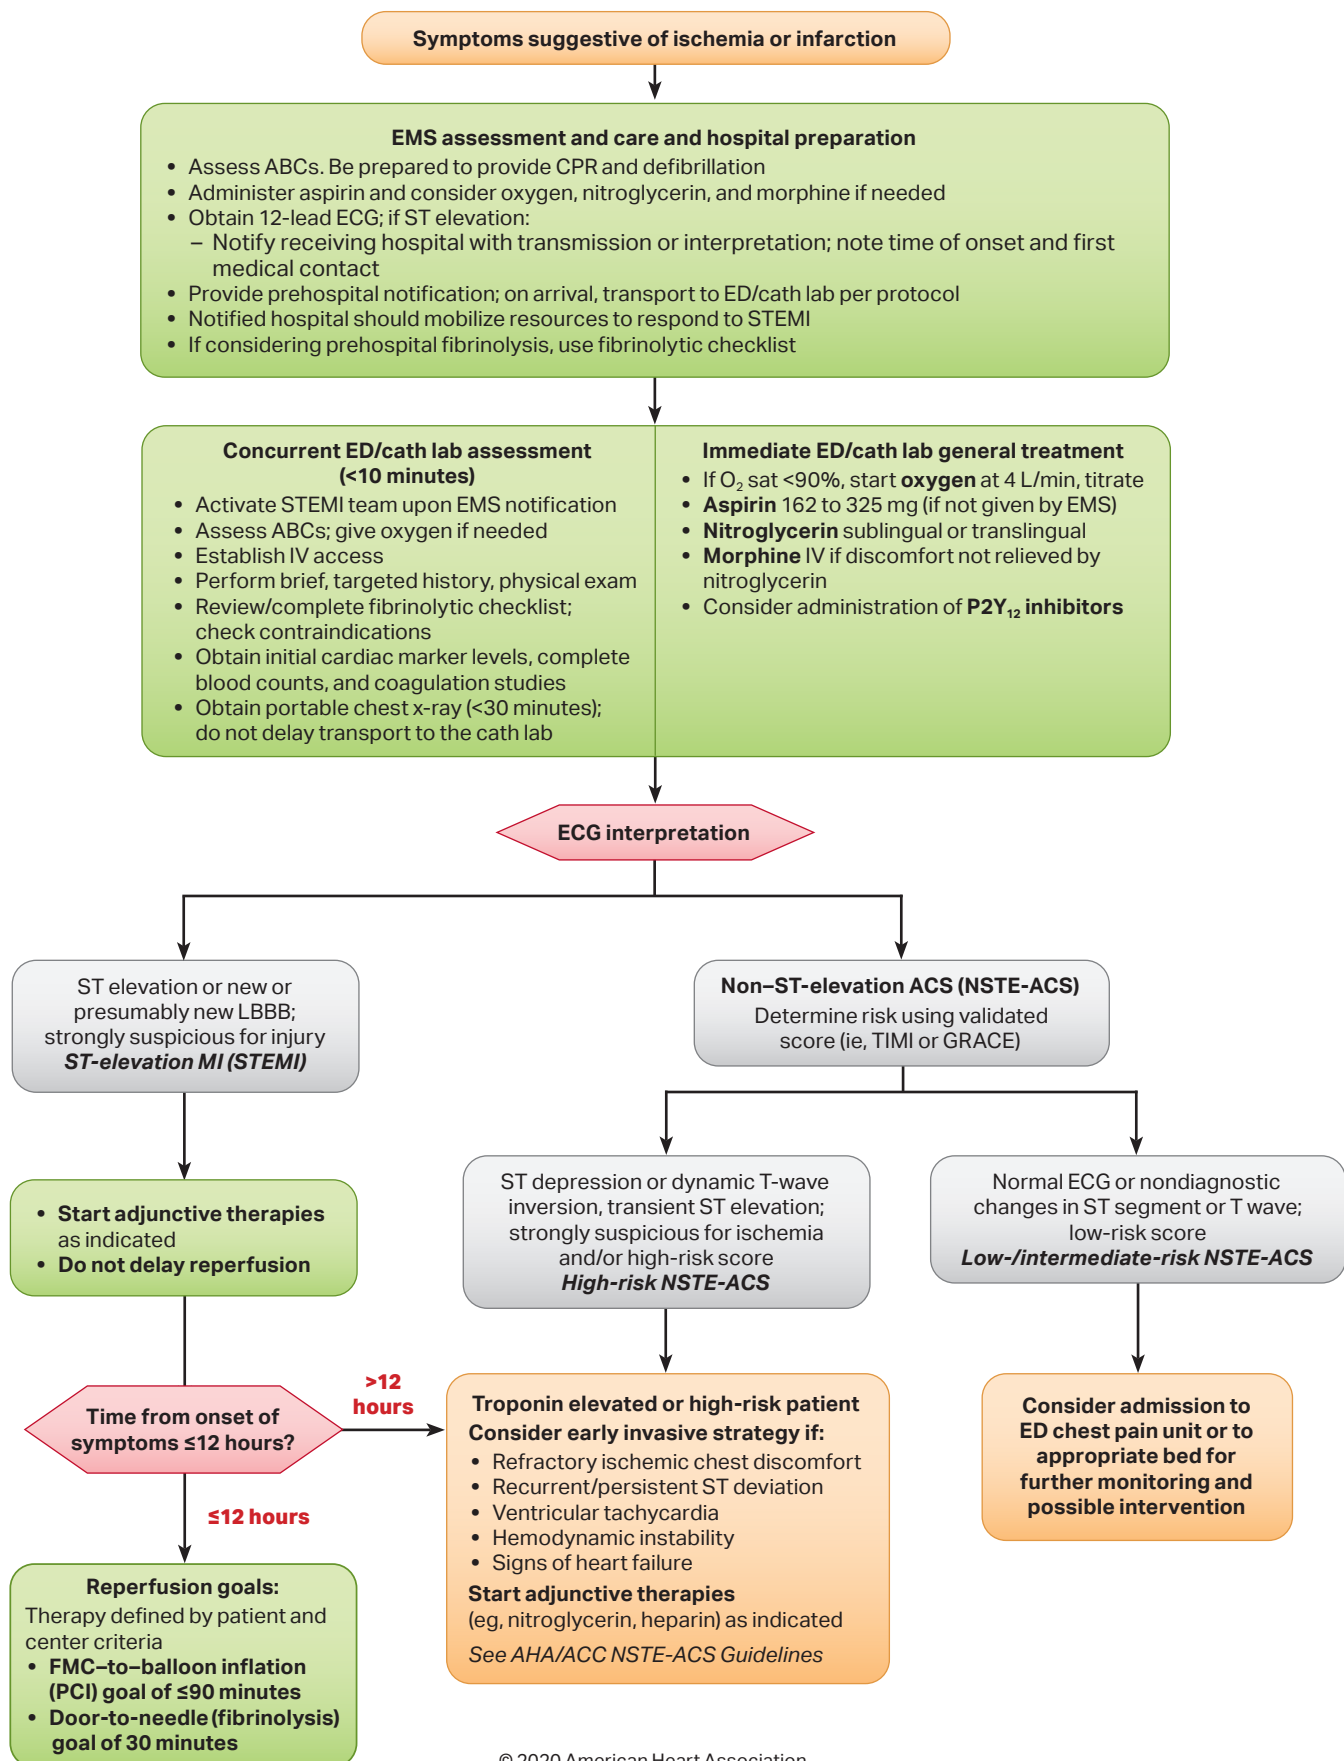 Symptoms suggestive of ischemia or infarction
EMS assessment and care and hospital preparation
• Assess ABCs. Be prepared to provide CPR and defibrillation
• Administer aspirin and consider oxygen, nitroglycerin, and morphine if needed
• Obtain 12-lead ECG; if ST elevation:
– Notify receiving hospital with transmission or interpretation; note time of onset and first
medical contact
• Provide prehospital notification; on arrival, transport to ED/cath lab per protocol
• Notified hospital should mobilize resources to respond to STEMI
• If considering prehospital fibrinolysis, use fibrinolytic checklist
Concurrent ED/cath lab assessment
(<10 minutes)
• Activate STEMI team upon EMS notification
• Assess ABCs; give oxygen if needed
• Establish IV access
• Perform brief, targeted history, physical exam
• Review/complete fibrinolytic checklist;
check contraindications
• Obtain initial cardiac marker levels, complete
blood counts, and coagulation studies
• Obtain portable chest x-ray (<30 minutes);
do not delay transport to the cath lab
Immediate ED/cath lab general treatment
• If O₂ sat <90%, start oxygen at 4 L/min, titrate
• Aspirin 162 to 325 mg (if not given by EMS)
• Nitroglycerin sublingual or translingual
• Morphine IV if discomfort not relieved by
nitroglycerin
• Consider administration of P2Y₁₂ inhibitors
ECG interpretation
ST elevation or new or
presumably new LBBB;
strongly suspicious for injury
ST-elevation MI (STEMI)
Non–ST-elevation ACS (NSTE-ACS)
Determine risk using validated
score (ie, TIMI or GRACE)
• Start adjunctive therapies
as indicated
• Do not delay reperfusion
ST depression or dynamic T-wave
inversion, transient ST elevation;
strongly suspicious for ischemia
and/or high-risk score
High-risk NSTE-ACS
Normal ECG or nondiagnostic
changes in ST segment or T wave;
low-risk score
Low-/intermediate-risk NSTE-ACS
Time from onset of
symptoms ≤12 hours?
>12
hours
≤12 hours
Troponin elevated or high-risk patient
Consider early invasive strategy if:
• Refractory ischemic chest discomfort
• Recurrent/persistent ST deviation
• Ventricular tachycardia
• Hemodynamic instability
• Signs of heart failure
Start adjunctive therapies
(eg, nitroglycerin, heparin) as indicated
See AHA/ACC NSTE-ACS Guidelines
Consider admission to
ED chest pain unit or to
appropriate bed for
further monitoring and
possible intervention
Reperfusion goals:
Therapy defined by patient and
center criteria
• FMC–to–balloon inflation
(PCI) goal of ≤90 minutes
• Door-to-needle (fibrinolysis)
goal of 30 minutes
© 2020 American Heart Association